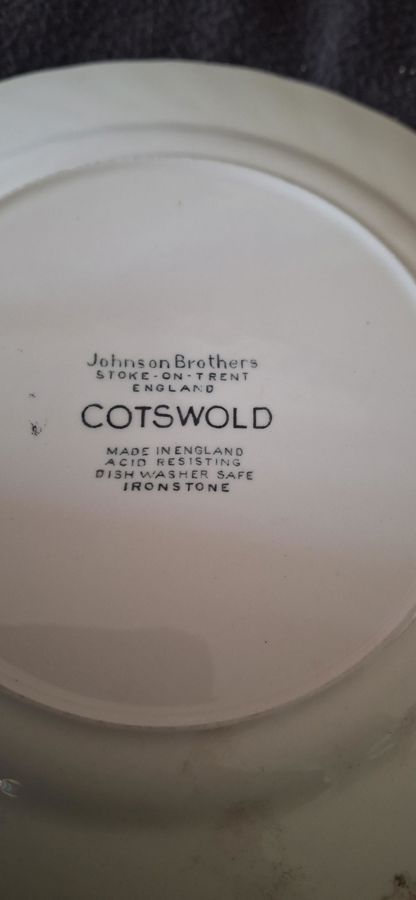 Johnson Brothers
STOKE-ON-TRENT
ENGLAND
COTSWOLD
MADE IN ENGLAND
ACID RESISTING
DISH WASHER SAFE
IRONSTONE